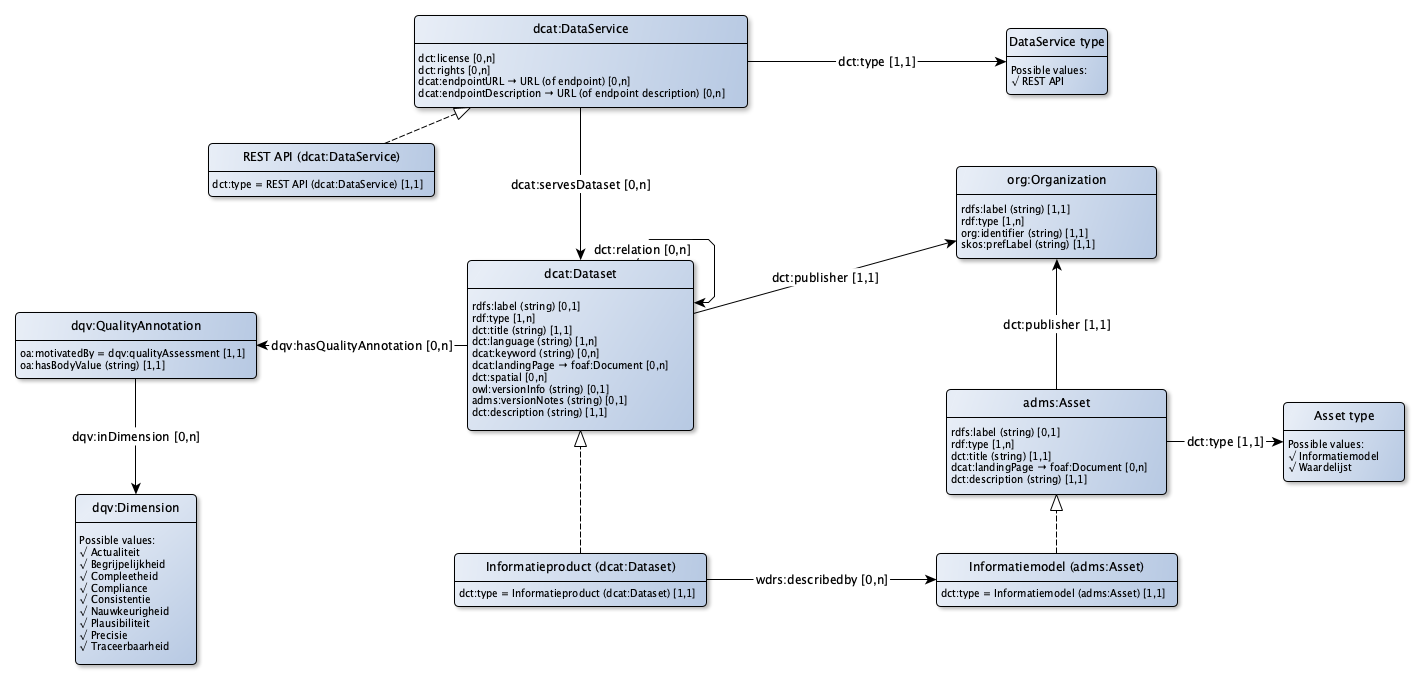 dcat:DataService
dct:license [0,n]
dct:rights [0,n]
dcat:endpointURL → URL (of endpoint) [0,n]
dcat:endpointDescription → URL (of endpoint description) [0,n]
dct:type [1,1]
DataService type
Possible values:
√ REST API
REST API (dcat:DataService)
dct:type = REST API (dcat:DataService) [1,1]
dcat:servesDataset [0,n]
org:Organization
rdfs:label (string) [1,1]
rdf:type [1,n]
org:identifier (string) [1,1]
skos:prefLabel (string) [1,1]
dct:relation [0,n]
dct:publisher [1,1]
dcat:Dataset
rdfs:label (string) [0,1]
rdf:type [1,n]
dct:title (string) [1,1]
dct:language (string) [1,n]
dcat:keyword (string) [0,n]
dcat:landingPage → foaf:Document [0,n]
dct:spatial [0,n]
owl:versionInfo (string) [0,1]
adms:versionNotes (string) [0,1]
dct:description (string) [1,1]
dqv:hasQualityAnnotation [0,n]
dqv:QualityAnnotation
oa:motivatedBy = dqv:qualityAssessment [1,1]
oa:hasBodyValue (string) [1,1]
dct:publisher [1,1]
dqv:inDimension [0,n]
adms:Asset
rdfs:label (string) [0,1]
rdf:type [1,n]
dct:title (string) [1,1]
dcat:landingPage → foaf:Document [0,n]
dct:description (string) [1,1]
dct:type [1,1]
Asset type
Possible values:
√ Informatiemodel
√ Waardelijst
dqv:Dimension
Possible values:
√ Actualiteit
√ Begrijpelijkheid
√ Compleetheid
√ Compliance
√ Consistentie
√ Nauwkeurigheid
√ Plausibiliteit
√ Precisie
√ Traceerbaarheid
Informatieproduct (dcat:Dataset)
dct:type = Informatieproduct (dcat:Dataset) [1,1]
wdrs:describedby [0,n]
Informatiemodel (adms:Asset)
dct:type = Informatiemodel (adms:Asset) [1,1]